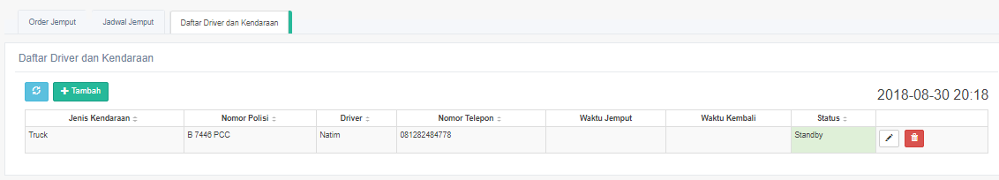 Order Jemput Jadwal Jemput Daftar Driver dan Kendaraan
Daftar Driver dan Kendaraan
Tambah
2018-08-30 20:18
Jenis Kendaraan Nomor Polisi Driver Nomor Telepon Waktu Jemput Waktu Kembali Status
Truck B 7446 PCC Natim 081282484778 Standby